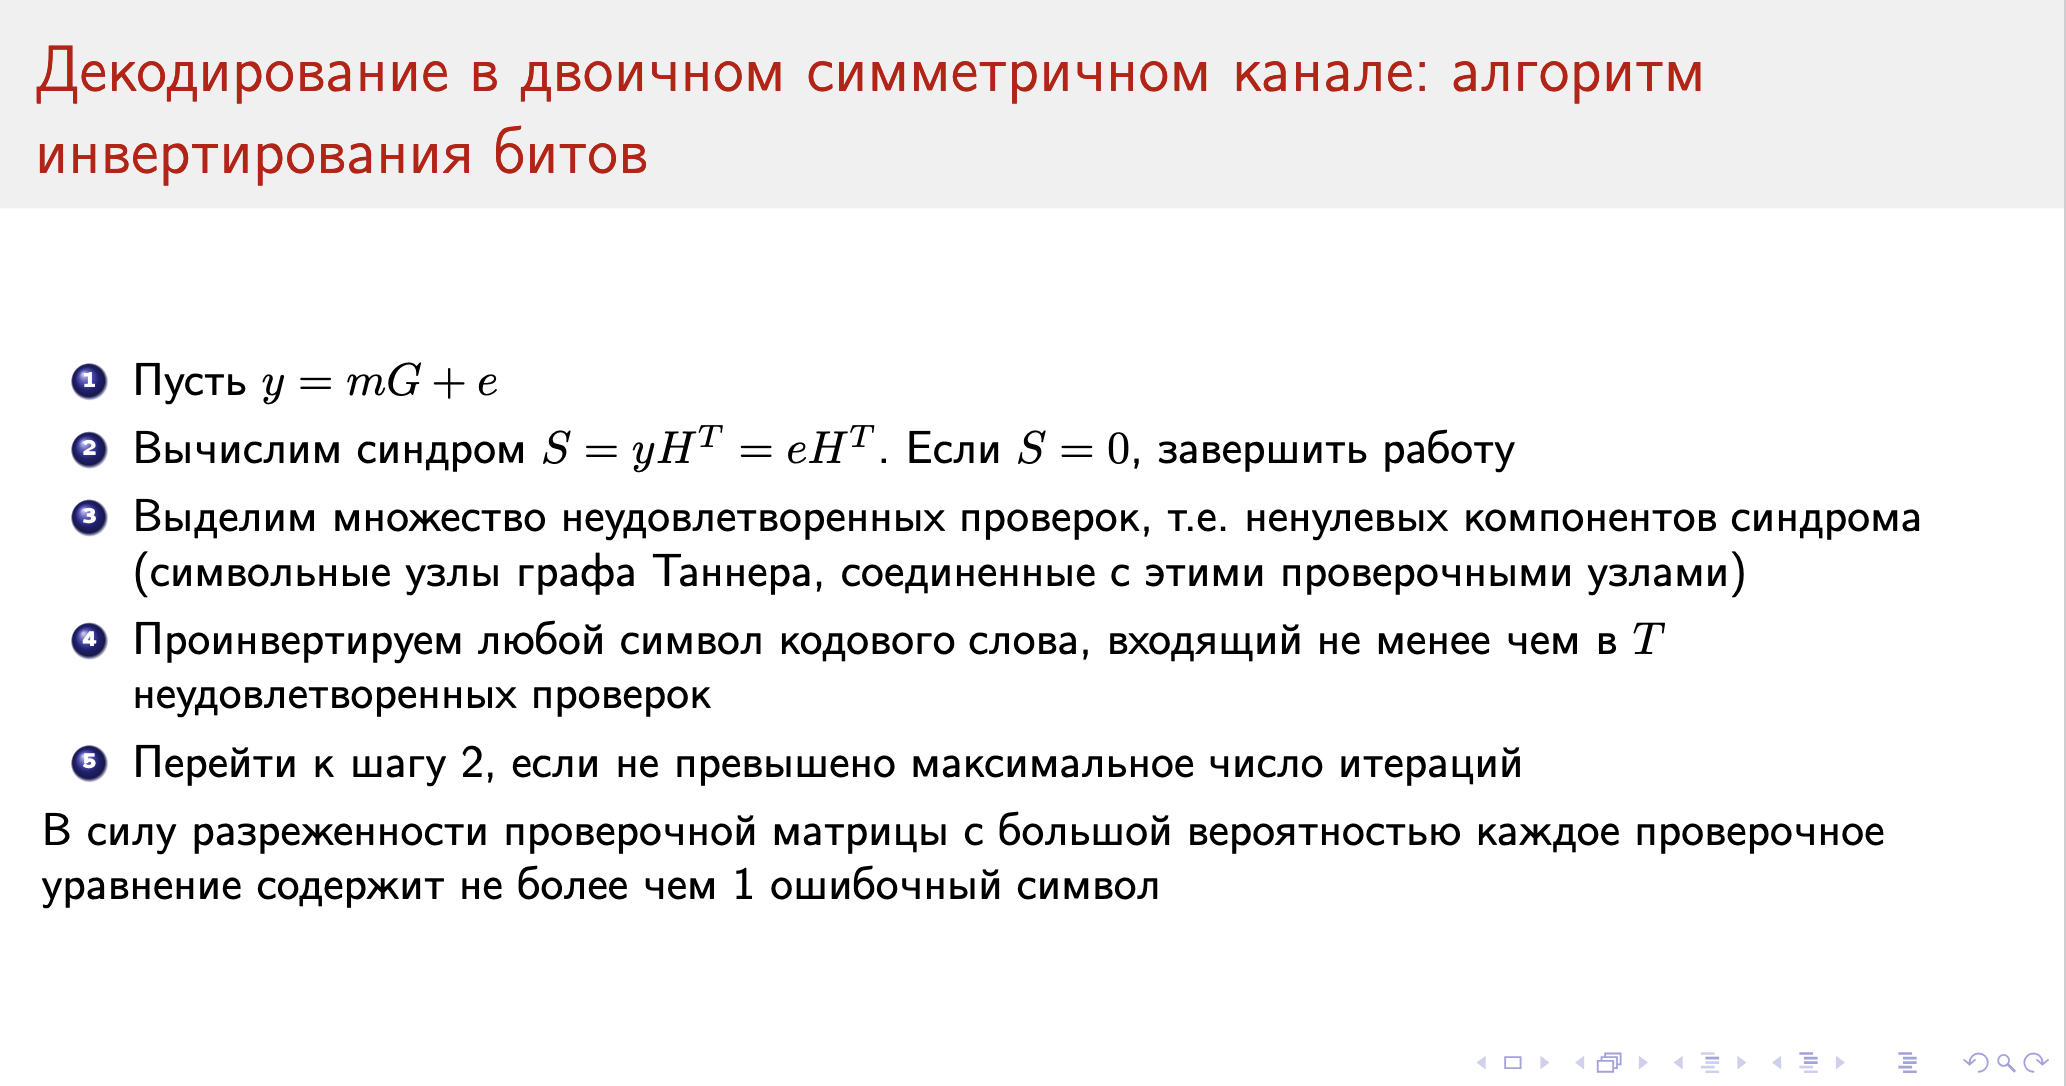 Декодирование в двоичном симметричном канале: алгоритм
инвертирования битов
1 Пусть y = mG + e
2 Вычислим синдром S = yH^T = eH^T. Если S = 0, завершить работу
3 Выделим множество неудовлетворенных проверок, т.е. ненулевых компонентов синдрома
(символьные узлы графа Таннера, соединенные с этими проверочными узлами)
4 Проинвертируем любой символ кодового слова, входящий не менее чем в T
неудовлетворенных проверок
5 Перейти к шагу 2, если не превышено максимальное число итераций
В силу разреженности проверочной матрицы с большой вероятностью каждое проверочное
уравнение содержит не более чем 1 ошибочный символ